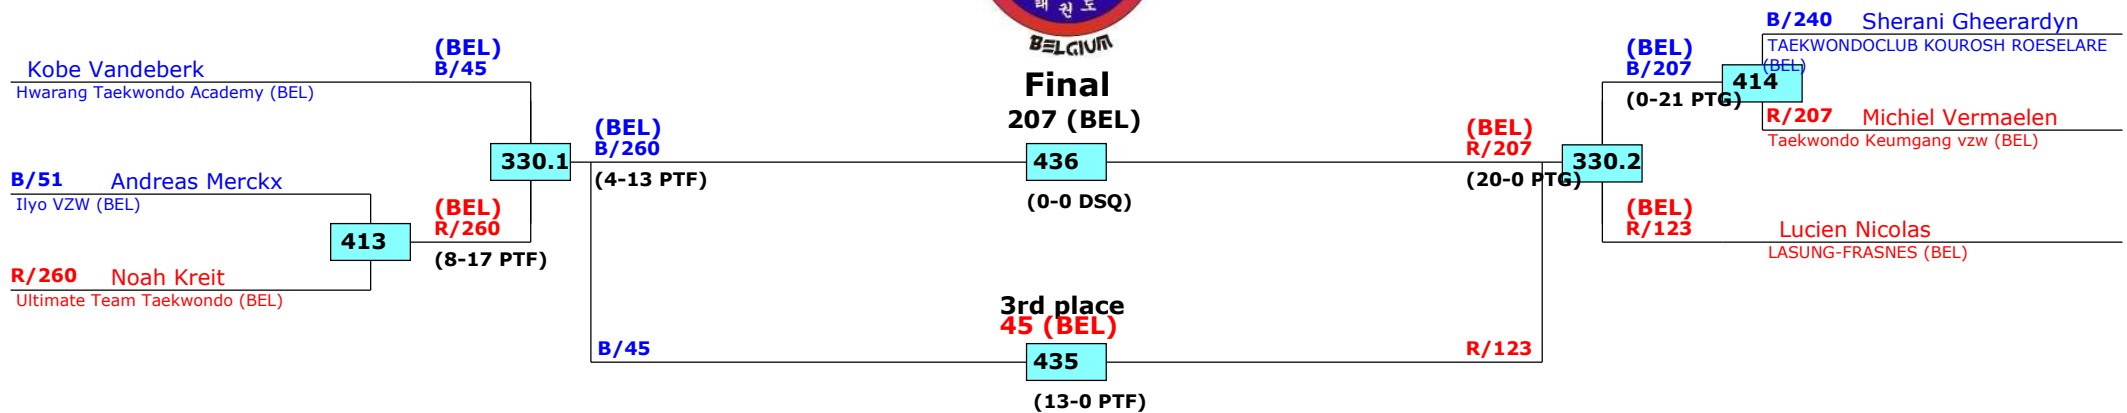 태권도
BELGIUM
Final
207 (BEL)
436
(0-0 DSQ)
3rd place
45 (BEL)
435
(13-0 PTF)
Kobe Vandeberk
Hwarang Taekwondo Academy (BEL)
(BEL)
B/45
B/51 Andreas Merckx
Ilyo VZW (BEL)
413
R/260 Noah Kreit
Ultimate Team Taekwondo (BEL)
(BEL)
R/260
(8-17 PTF)
330.1
(BEL)
B/260
(4-13 PTF)
B/45
(BEL)
R/207
(20-0 PTG)
R/123
330.2
(BEL)
B/207
(0-21 PTG)
414
B/240 Sherani Gheerardyn
TAEKWONDOCLUB KOUROSH ROESELARE
(BEL)
R/207 Michiel Vermaelen
Taekwondo Keumgang vzw (BEL)
(BEL)
R/123
Lucien Nicolas
LASUNG-FRASNES (BEL)